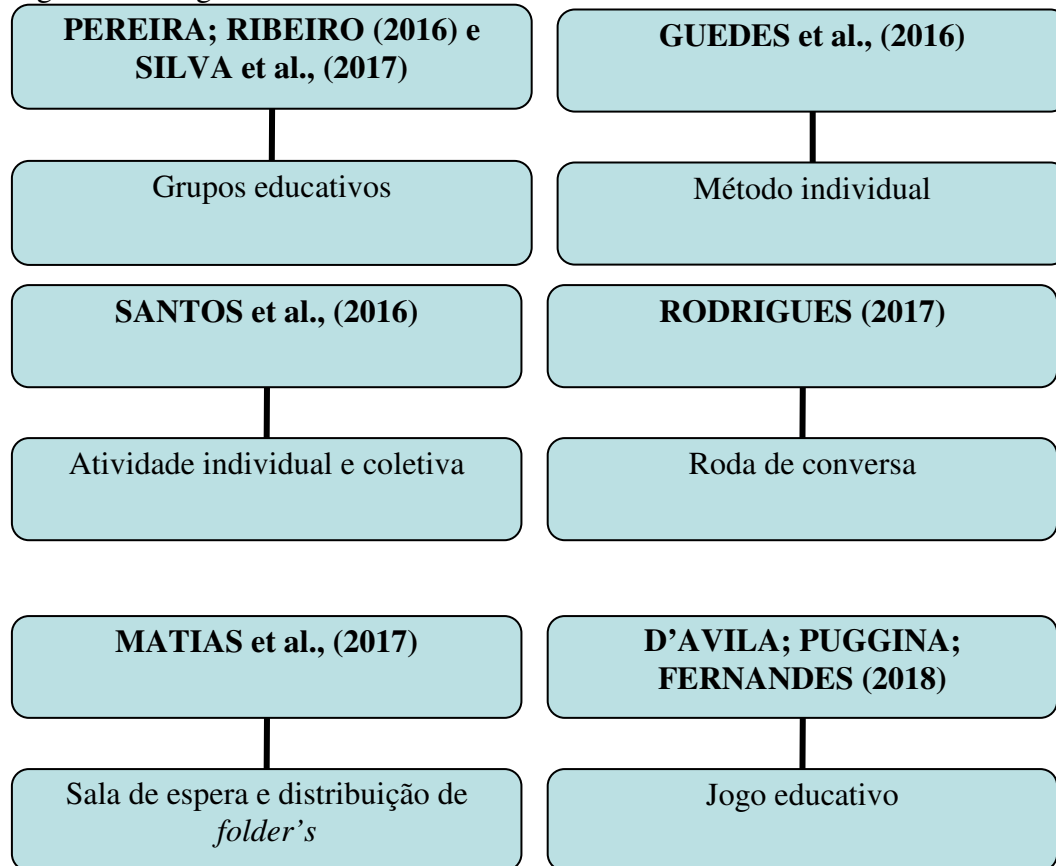 PEREIRA; RIBEIRO (2016) e
SILVA et al., (2017)
GUEDES et al., (2016)
Grupos educativos
Método individual
SANTOS et al., (2016)
RODRIGUES (2017)
Atividade individual e coletiva
Roda de conversa
MATIAS et al., (2017)
D’AVILA; PUGGINA;
FERNANDES (2018)
Sala de espera e distribuição de
folder’s
Jogo educativo